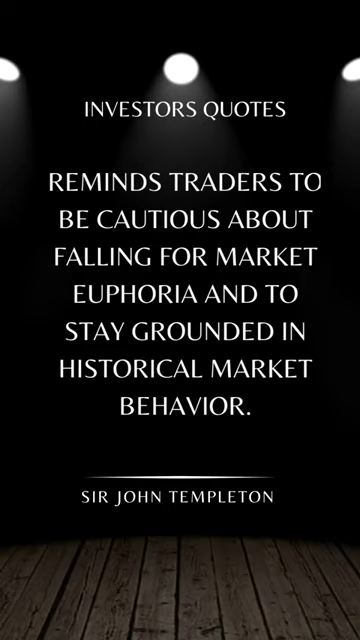 INVESTORS QUOTES
REMINDS TRADERS TO
BE CAUTIOUS ABOUT
FALLING FOR MARKET
EUPHORIA AND TO
STAY GROUNDED IN
HISTORICAL MARKET
BEHAVIOR.
SIR JOHN TEMPLETON